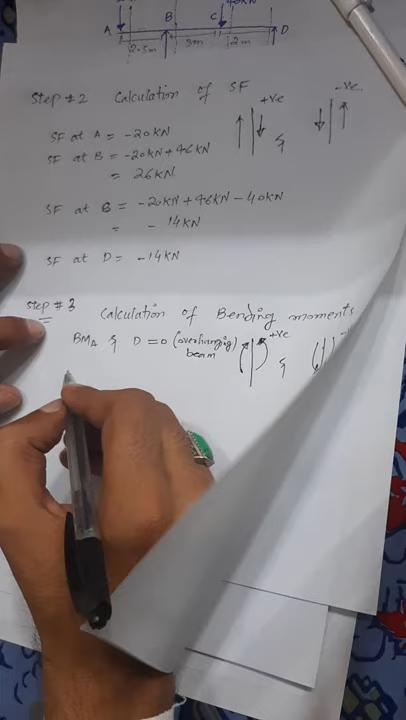 A B C D
2.5m 3m 2m
Step #2 Calculation of SF
+ve -ve
SF at A = -20KN
SF at B = -20KN+46KN
= 26KN
SF at B = -20KN +46KN -40KN
= -14KN
SF at D = -14KN
Step #3 Calculation of Bending moments
BMA & D = 0 (overhanging) +ve &
beam